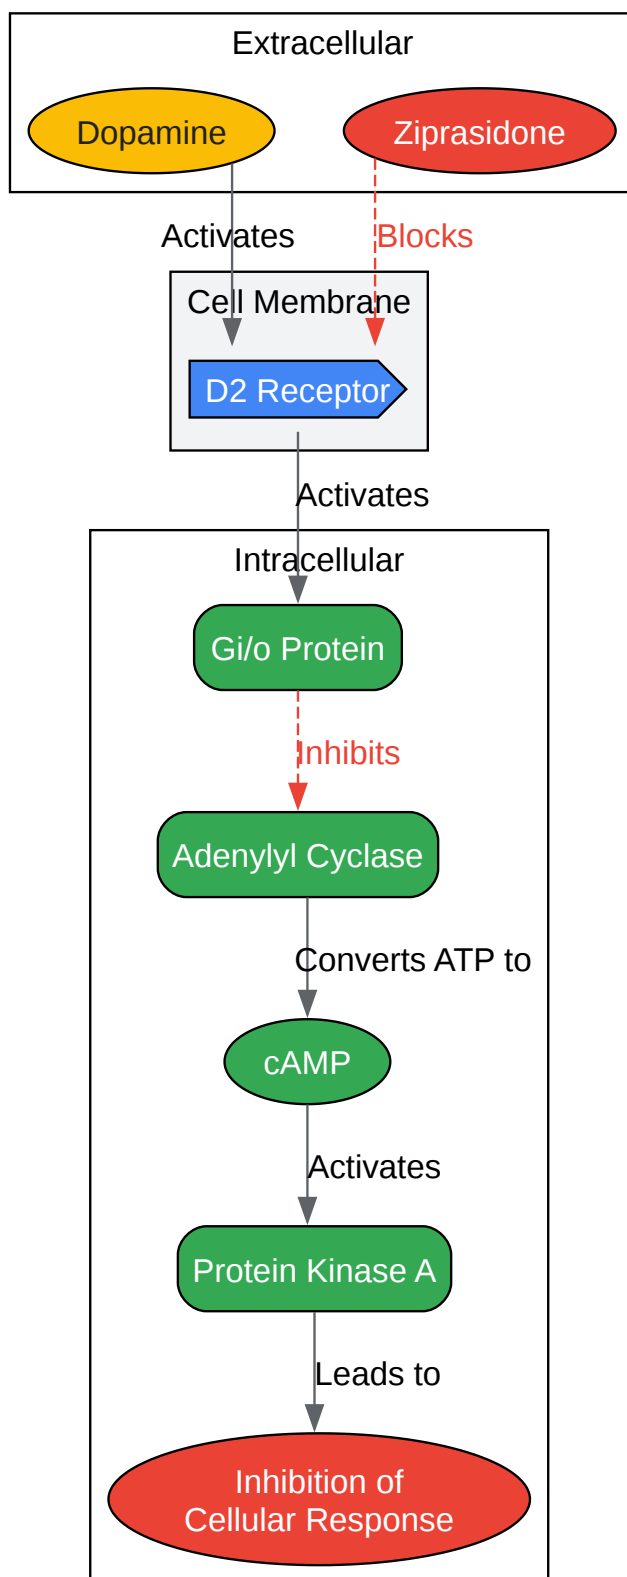 Extracellular
Dopamine
Ziprasidone
Activates
Blocks
Cell Membrane
D2 Receptor
Activates
Intracellular
Gi/o Protein
Inhibits
Adenylyl Cyclase
Converts ATP to
cAMP
Activates
Protein Kinase A
Leads to
Inhibition of
Cellular Response